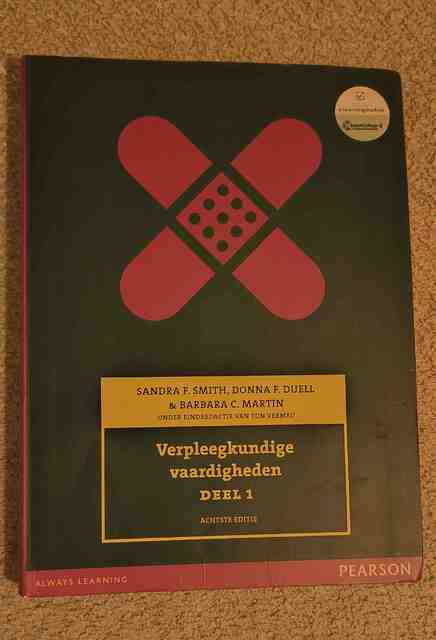 SANDRA F. SMITH, DONNA F. DUELL
& BARBARA C. MARTIN
ONDER EINDREDACTIE VAN TON VERMEIJ
Verpleegkundige
vaardigheden
DEEL 1
ACHTSTE EDITIE
ALWAYS LEARNING
PEARSON